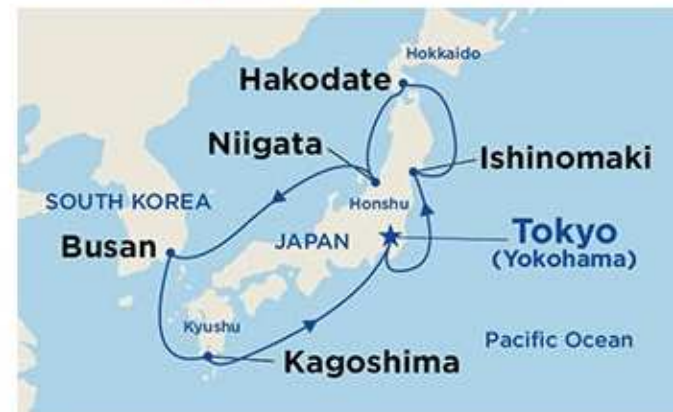 Hokkaido
Hakodate
Niigata
Ishinomaki
SOUTH KOREA
Honshu
Busan
JAPAN
Tokyo
(Yokohama)
Kyushu
Pacific Ocean
Kagoshima